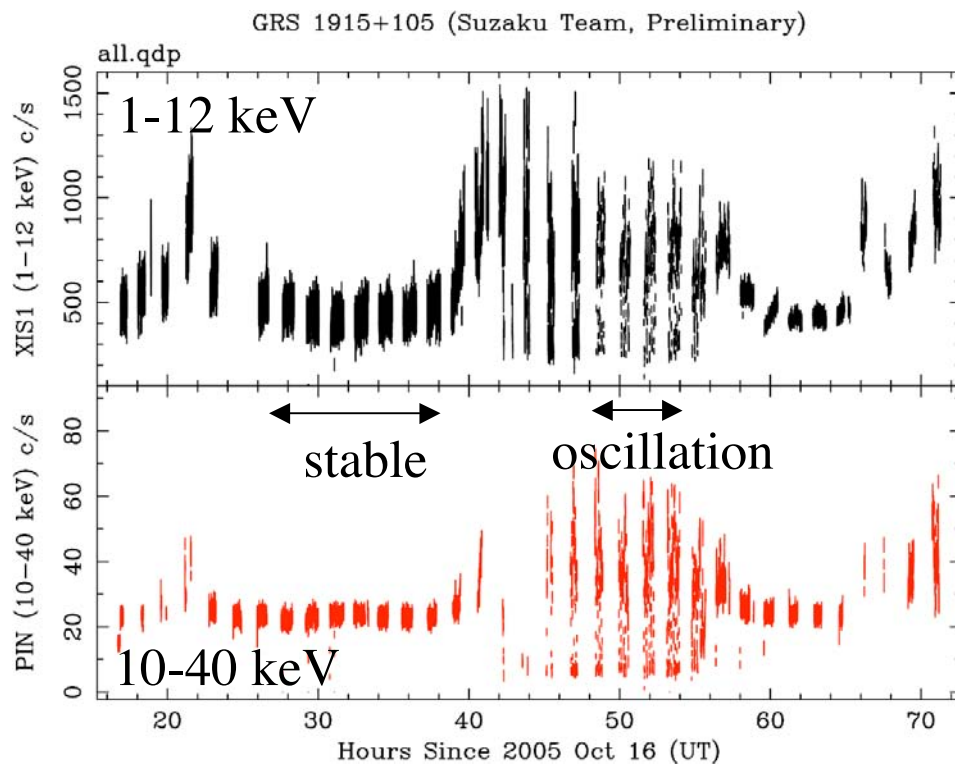 GRS 1915+105 (Suzaku Team, Preliminary)
all.qdp
XIS1 (1-12 keV) c/s
500 1000 1500
1-12 keV
stable
oscillation
PIN (10-40 keV) c/s
0 20 40 60 80
10-40 keV
20 30 40 50 60 70
Hours Since 2005 Oct 16 (UT)